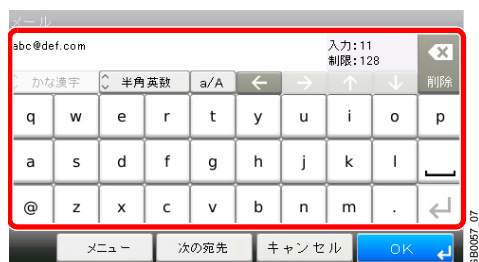 メール
abc@def.com 入力:11
制限:128
かな漢字 半角英数 a/A ← → ↑ ↓ 削除
q w e r t y u i o p
a s d f g h j k l
@ z x c v b n m .
メニュー 次の宛先 キャンセル OK
GB0057_07